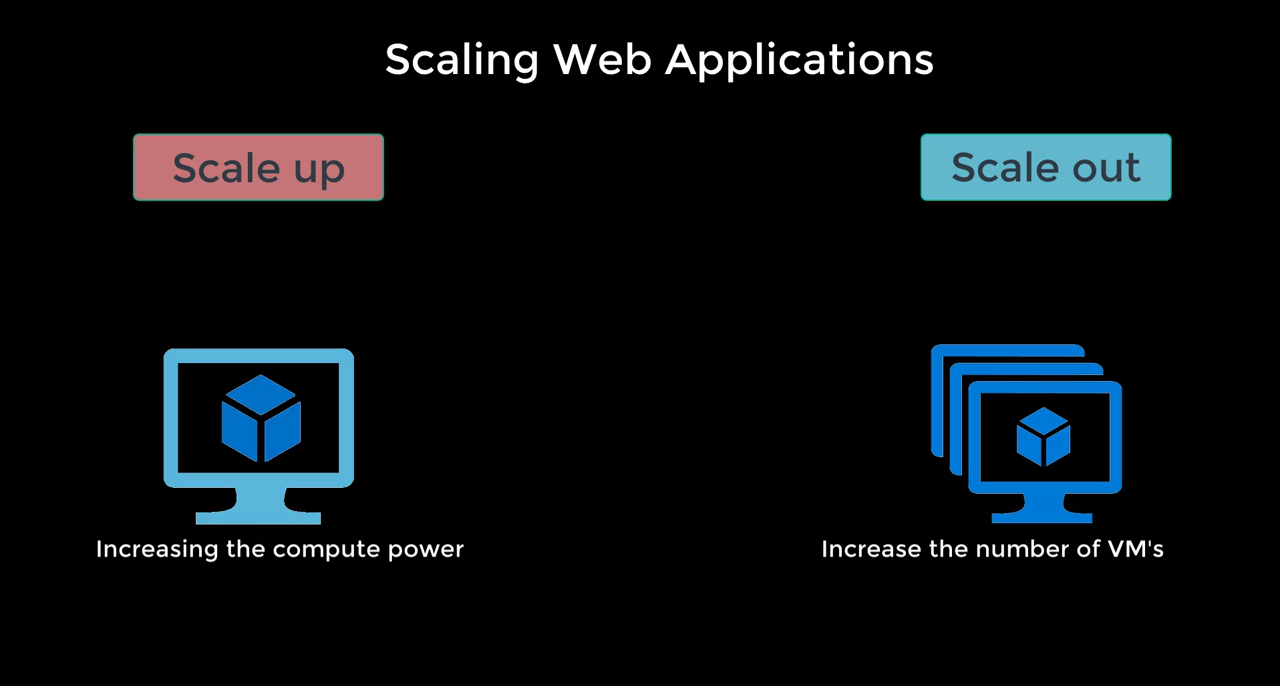 Scaling Web Applications
Scale up
Scale out
Increasing the compute power
Increase the number of VM's